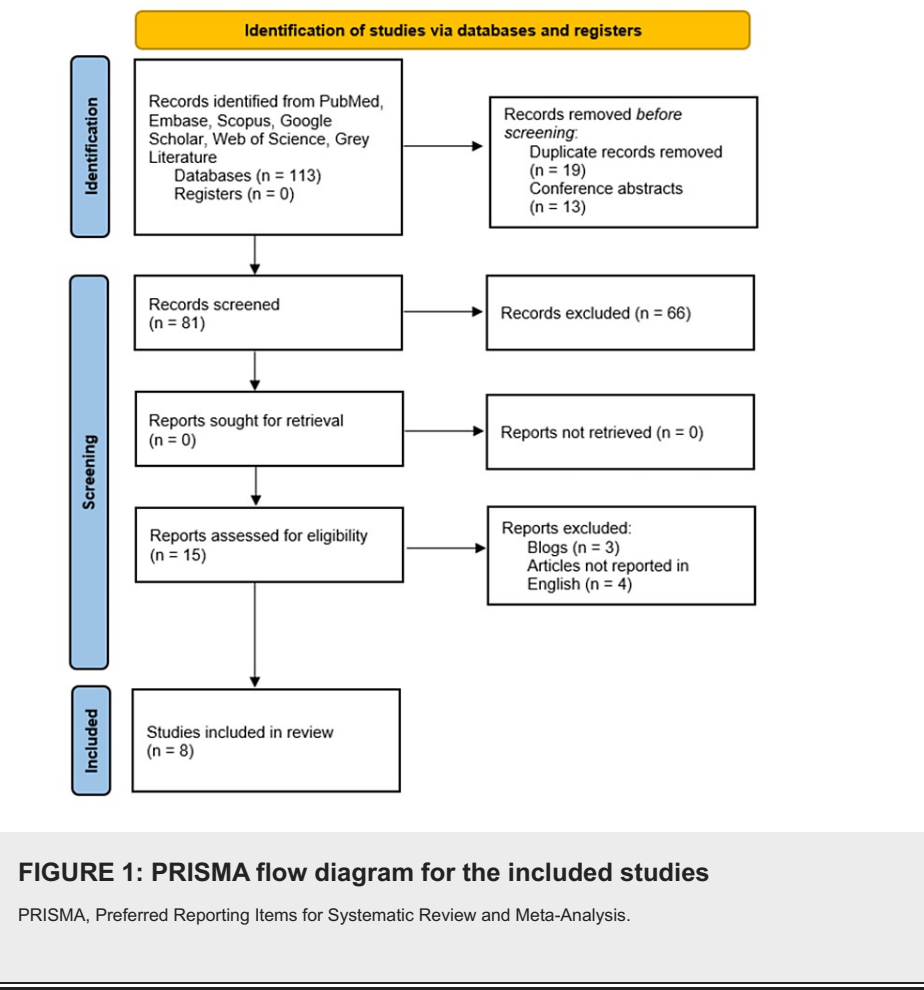 Identification of studies via databases and registers
Identification
Records identified from PubMed,
Embase, Scopus, Google
Scholar, Web of Science, Grey
Literature
Databases (n = 113)
Registers (n = 0)
Records removed before
screening:
Duplicate records removed
(n = 19)
Conference abstracts
(n = 13)
Screening
Records screened
(n = 81)
Records excluded (n = 66)
Reports sought for retrieval
(n = 0)
Reports not retrieved (n = 0)
Reports assessed for eligibility
(n = 15)
Reports excluded:
Blogs (n = 3)
Articles not reported in
English (n = 4)
Included
Studies included in review
(n = 8)
FIGURE 1: PRISMA flow diagram for the included studies
PRISMA, Preferred Reporting Items for Systematic Review and Meta-Analysis.